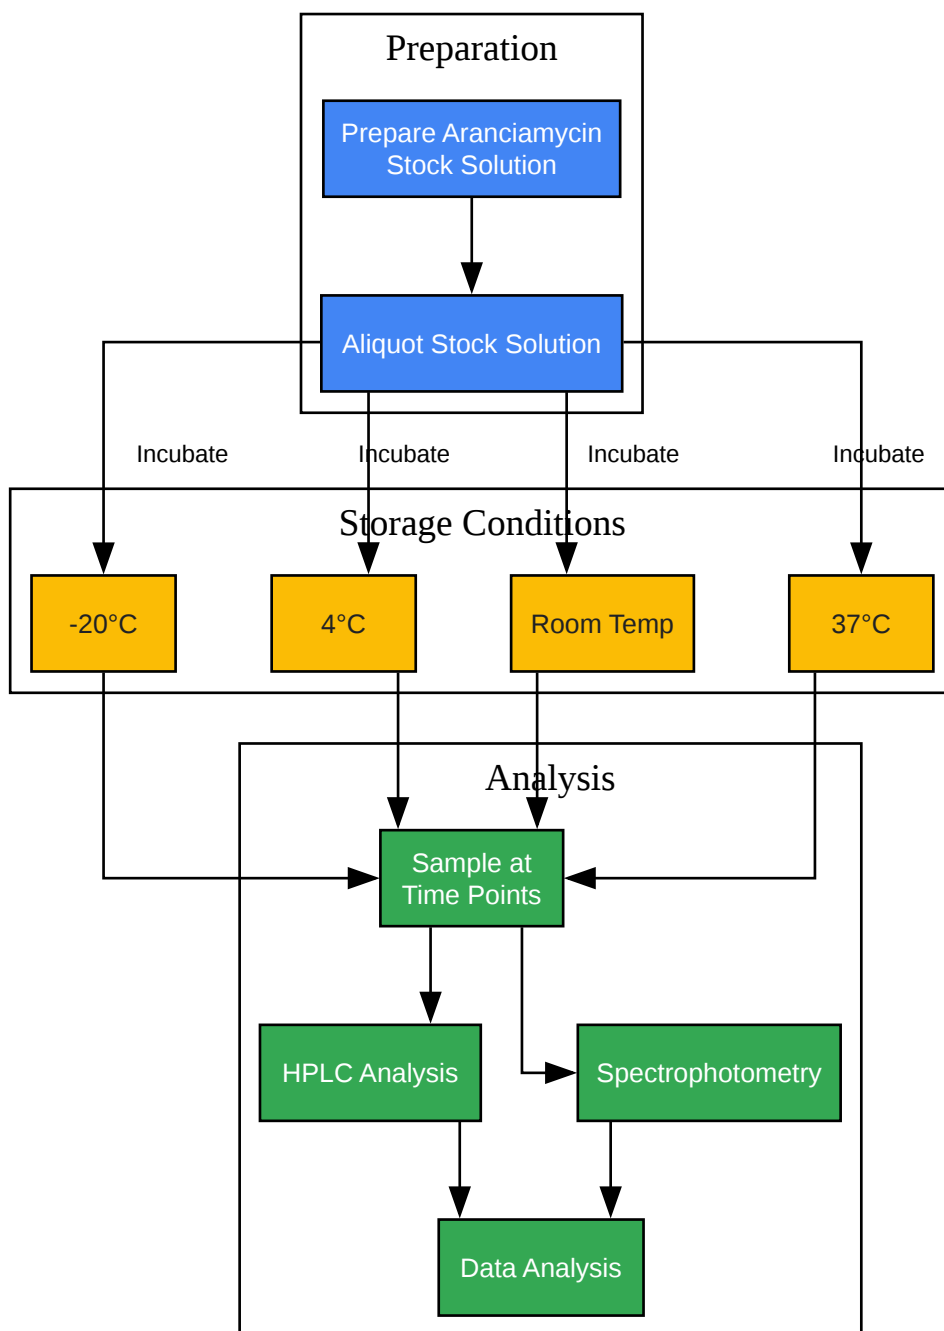 Preparation
Prepare Aranciamycin
Stock Solution
Aliquot Stock Solution
Incubate
Incubate
Incubate
Incubate
Storage Conditions
-20°C
4°C
Room Temp
37°C
Analysis
Sample at
Time Points
HPLC Analysis
Spectrophotometry
Data Analysis